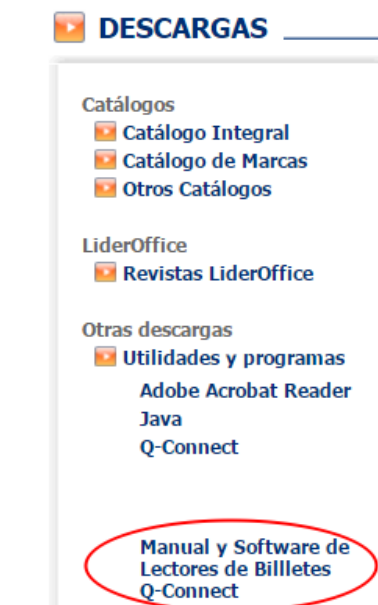 DESCARGAS
Catálogos
Catálogo Integral
Catálogo de Marcas
Otros Catálogos
LiderOffice
Revistas LiderOffice
Otras descargas
Utilidades y programas
Adobe Acrobat Reader
Java
Q-Connect
Manual y Software de
Lectores de Billletes
Q-Connect